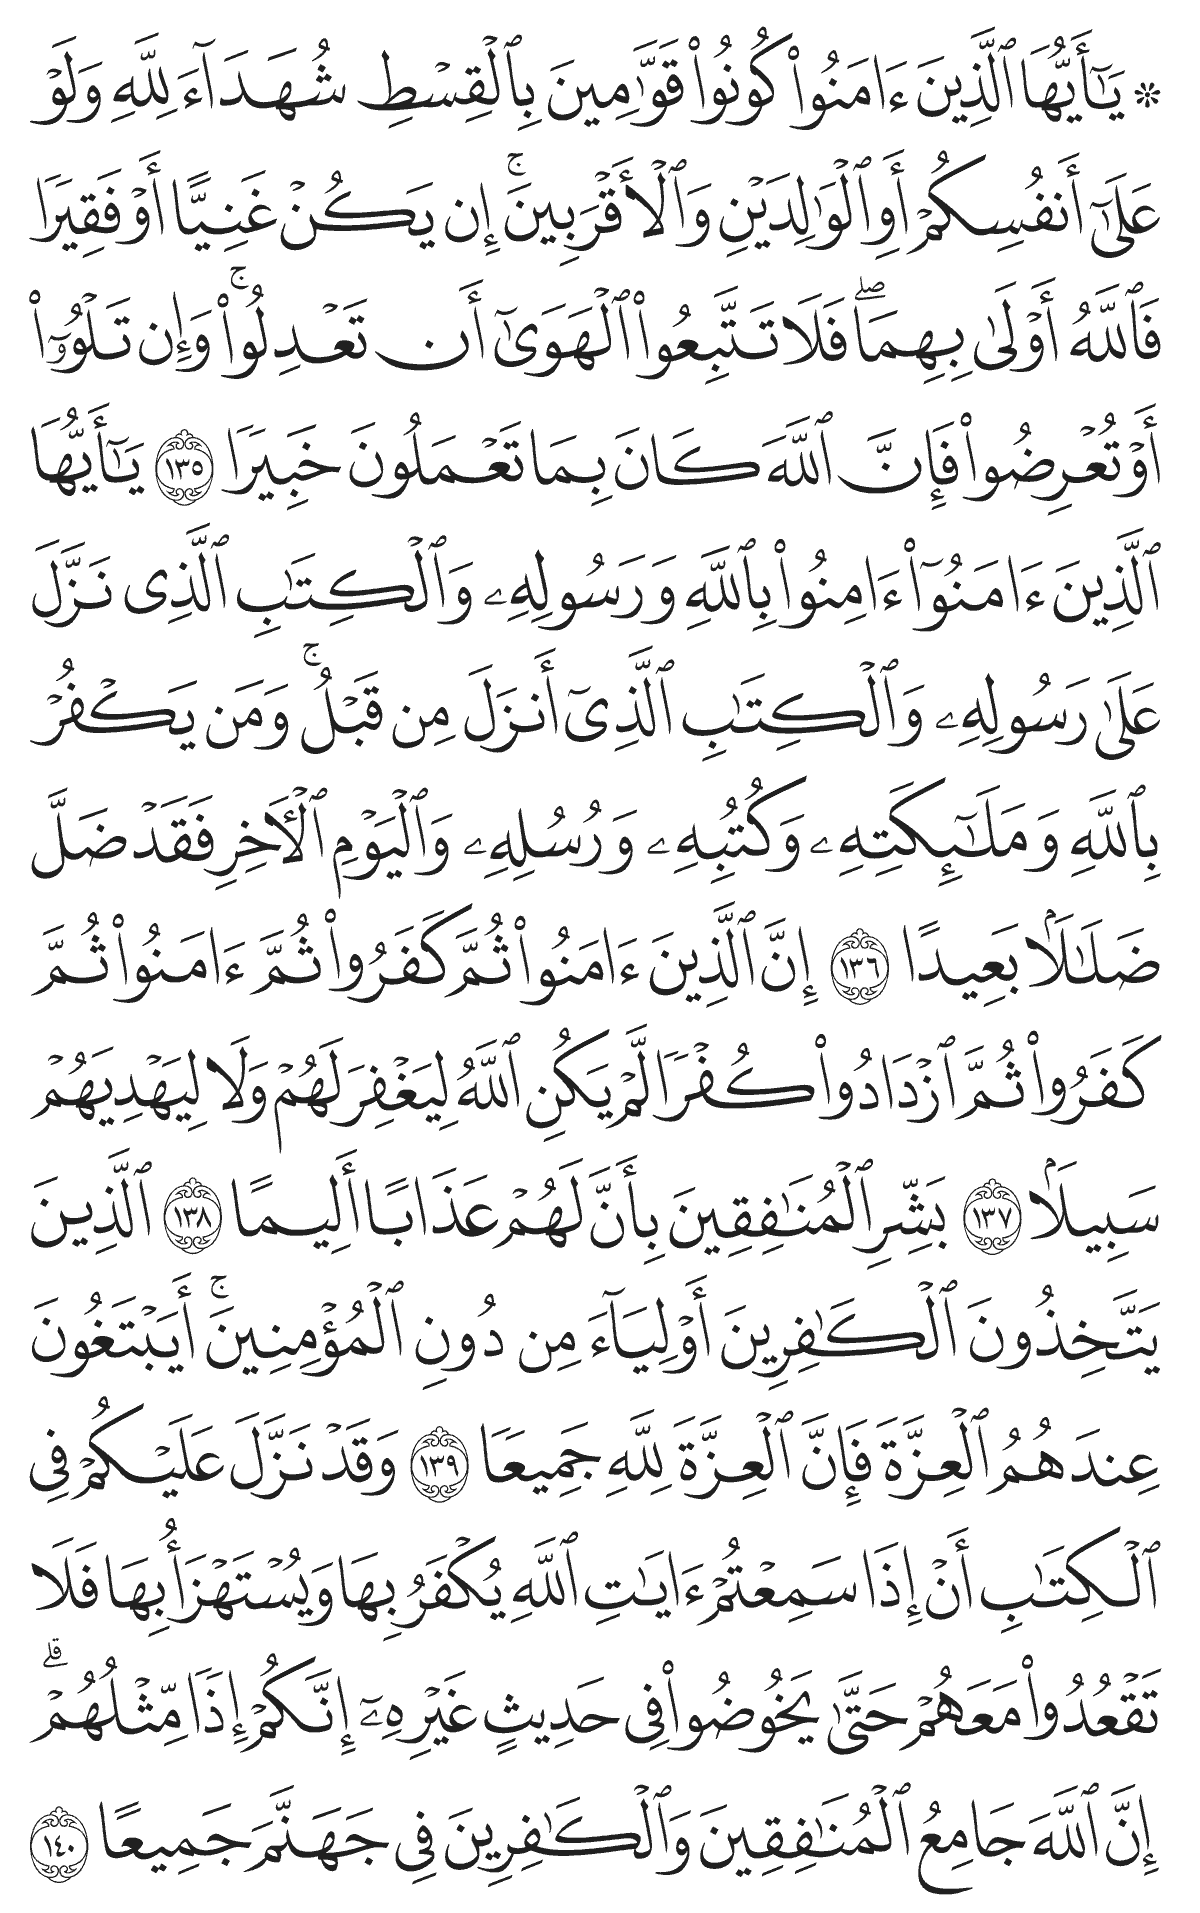 ۞ يَـٰٓأَيُّهَا ٱلَّذِينَ ءَامَنُوا۟ كُونُوا۟ قَوَّٰمِينَ بِٱلْقِسْطِ شُهَدَآءَ لِلَّهِ وَلَوْ
عَلَىٰٓ أَنفُسِكُمْ أَوِ ٱلْوَٰلِدَيْنِ وَٱلْأَقْرَبِينَ ۚ إِن يَكُنْ غَنِيًّا أَوْ فَقِيرًا
فَٱللَّهُ أَوْلَىٰ بِهِمَا ۖ فَلَا تَتَّبِعُوا۟ ٱلْهَوَىٰٓ أَن تَعْدِلُوا۟ ۚ وَإِن تَلْوُۥٓا۟
أَوْ تُعْرِضُوا۟ فَإِنَّ ٱللَّهَ كَانَ بِمَا تَعْمَلُونَ خَبِيرًا ١٣٥ يَـٰٓأَيُّهَا
ٱلَّذِينَ ءَامَنُوٓا۟ ءَامِنُوا۟ بِٱللَّهِ وَرَسُولِهِۦ وَٱلْكِتَـٰبِ ٱلَّذِى نَزَّلَ
عَلَىٰ رَسُولِهِۦ وَٱلْكِتَـٰبِ ٱلَّذِىٓ أَنزَلَ مِن قَبْلُ ۚ وَمَن يَكْفُرْ
بِٱللَّهِ وَمَلَـٰٓئِكَتِهِۦ وَكُتُبِهِۦ وَرُسُلِهِۦ وَٱلْيَوْمِ ٱلْـَٔاخِرِ فَقَدْ ضَلَّ
ضَلَـٰلًۢا بَعِيدًا ١٣٦ إِنَّ ٱلَّذِينَ ءَامَنُوا۟ ثُمَّ كَفَرُوا۟ ثُمَّ ءَامَنُوا۟ ثُمَّ
كَفَرُوا۟ ثُمَّ ٱزْدَادُوا۟ كُفْرًا لَّمْ يَكُنِ ٱللَّهُ لِيَغْفِرَ لَهُمْ وَلَا لِيَهْدِيَهُمْ
سَبِيلًۢا ١٣٧ بَشِّرِ ٱلْمُنَـٰفِقِينَ بِأَنَّ لَهُمْ عَذَابًا أَلِيمًا ١٣٨ ٱلَّذِينَ
يَتَّخِذُونَ ٱلْكَـٰفِرِينَ أَوْلِيَآءَ مِن دُونِ ٱلْمُؤْمِنِينَ ۚ أَيَبْتَغُونَ
عِندَهُمُ ٱلْعِزَّةَ فَإِنَّ ٱلْعِزَّةَ لِلَّهِ جَمِيعًا ١٣٩ وَقَدْ نَزَّلَ عَلَيْكُمْ فِى
ٱلْكِتَـٰبِ أَنْ إِذَا سَمِعْتُمْ ءَايَـٰتِ ٱللَّهِ يُكْفَرُ بِهَا وَيُسْتَهْزَأُ بِهَا فَلَا
تَقْعُدُوا۟ مَعَهُمْ حَتَّىٰ يَخُوضُوا۟ فِى حَدِيثٍ غَيْرِهِۦٓ إِنَّكُمْ إِذًا مِّثْلُهُمْ ۗ
إِنَّ ٱللَّهَ جَامِعُ ٱلْمُنَـٰفِقِينَ وَٱلْكَـٰفِرِينَ فِى جَهَنَّمَ جَمِيعًا ١٤٠